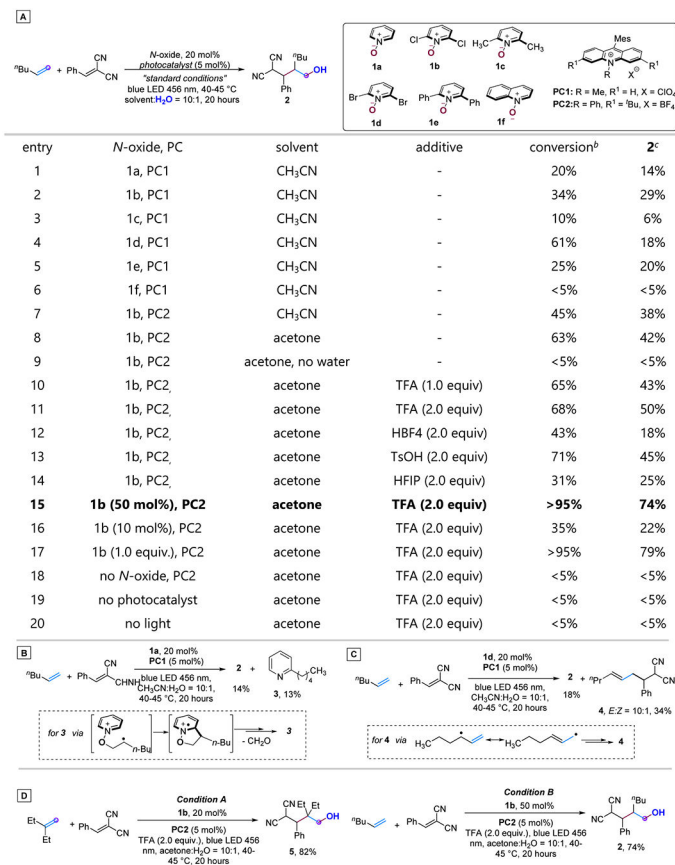 A
ⁿBu
+
Ph
CN
CN
N-oxide, 20 mol%
photocatalyst (5 mol%)
"standard conditions"
blue LED 456 nm, 40-45 °C
solvent:H₂O = 10:1, 20 hours
CN
NC
ⁿBu
OH
Ph
2
1a
Cl
Cl
1b
CH₃
CH₃
1c
Br
Br
1d
Ph
Ph
1e
1f
Mes
R¹
R¹
R
X
PC1: R = Me, R¹ = H, X = ClO₄
PC2: R = Ph, R¹ = ᵗBu, X = BF₄
entry N-oxide, PC solvent additive conversionᵇ 2ᶜ
1 1a, PC1 CH₃CN - 20% 14%
2 1b, PC1 CH₃CN - 34% 29%
3 1c, PC1 CH₃CN - 10% 6%
4 1d, PC1 CH₃CN - 61% 18%
5 1e, PC1 CH₃CN - 25% 20%
6 1f, PC1 CH₃CN - <5% <5%
7 1b, PC2 CH₃CN - 45% 38%
8 1b, PC2 acetone - 63% 42%
9 1b, PC2 acetone, no water - <5% <5%
10 1b, PC2, acetone TFA (1.0 equiv) 65% 43%
11 1b, PC2, acetone TFA (2.0 equiv) 68% 50%
12 1b, PC2, acetone HBF4 (2.0 equiv) 43% 18%
13 1b, PC2, acetone TsOH (2.0 equiv) 71% 45%
14 1b, PC2, acetone HFIP (2.0 equiv) 31% 25%
15 1b (50 mol%), PC2 acetone TFA (2.0 equiv) >95% 74%
16 1b (10 mol%), PC2 acetone TFA (2.0 equiv) 35% 22%
17 1b (1.0 equiv.), PC2 acetone TFA (2.0 equiv) >95% 79%
18 no N-oxide, PC2 acetone TFA (2.0 equiv) <5% <5%
19 no photocatalyst acetone TFA (2.0 equiv) <5% <5%
20 no light acetone TFA (2.0 equiv) <5% <5%
B
ⁿBu
+
Ph
CN
1a, 20 mol%
PC1 (5 mol%)
blue LED 456 nm,
CH₃CN:H₂O = 10:1,
40-45 °C, 20 hours
2 +
14%
N
CH₃
4
3, 13%
for 3 via
n-Bu
n-Bu
- CH₂O
3
C
ⁿBu
+
Ph
CN
CN
1d, 20 mol%
PC1 (5 mol%)
blue LED 456 nm,
CH₃CN:H₂O = 10:1,
40-45 °C, 20 hours
2 +
18%
ⁿPr
CN
CN
Ph
4, E:Z = 10:1, 34%
for 4 via
H₃C
H₃C
4
D
Et
Et
+
Ph
CN
CN
Condition A
1b, 20 mol%
PC2 (5 mol%)
TFA (2.0 equiv.), blue LED 456
nm, acetone:H₂O = 10:1, 40-
45 °C, 20 hours
CN
NC
Et
Et
OH
Ph
5, 82%
ⁿBu
+
Ph
CN
CN
Condition B
1b, 50 mol%
PC2 (5 mol%)
TFA (2.0 equiv.), blue LED 456
nm, acetone:H₂O = 10:1, 40-
45 °C, 20 hours
CN
NC
ⁿBu
OH
Ph
2, 74%